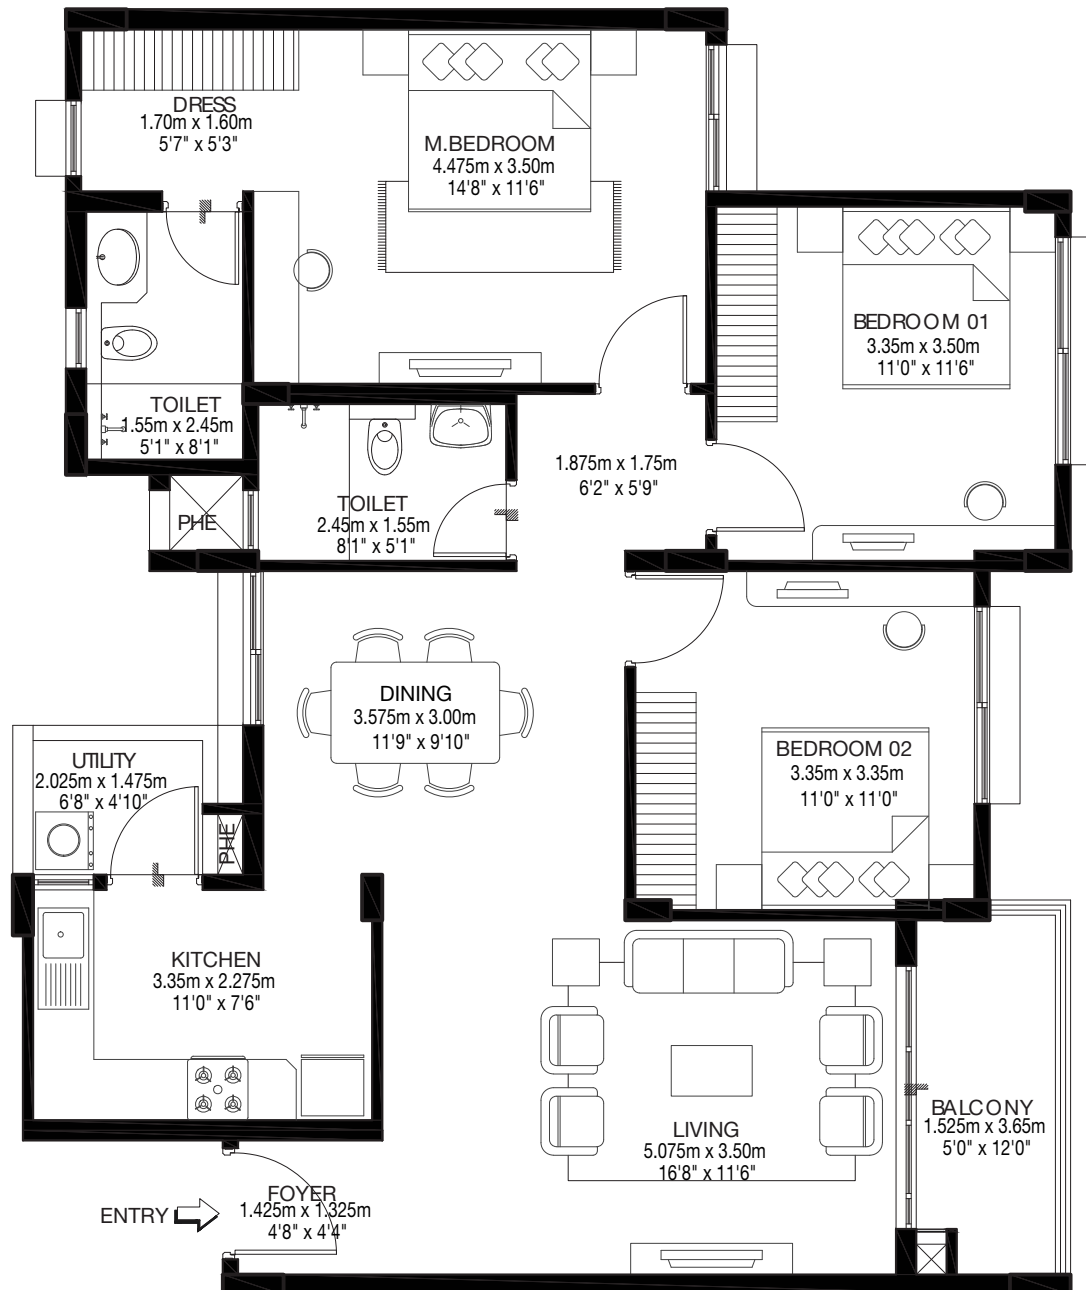 DRESS
1.70m x 1.60m
5'7" x 5'3"
M.BEDROOM
4.475m x 3.50m
14'8" x 11'6"
BEDROOM 01
3.35m x 3.50m
11'0" x 11'6"
TOILET
1.55m x 2.45m
5'1" x 8'1"
1.875m x 1.75m
6'2" x 5'9"
PHE
TOILET
2.45m x 1.55m
8'1" x 5'1"
DINING
3.575m x 3.00m
11'9" x 9'10"
UTILITY
2.025m x 1.475m
6'8" x 4'10"
PHE
BEDROOM 02
3.35m x 3.35m
11'0" x 11'0"
KITCHEN
3.35m x 2.275m
11'0" x 7'6"
LIVING
5.075m x 3.50m
16'8" x 11'6"
BALCONY
1.525m x 3.65m
5'0" x 12'0"
ENTRY
FOYER
1.425m x 1.325m
4'8" x 4'4"